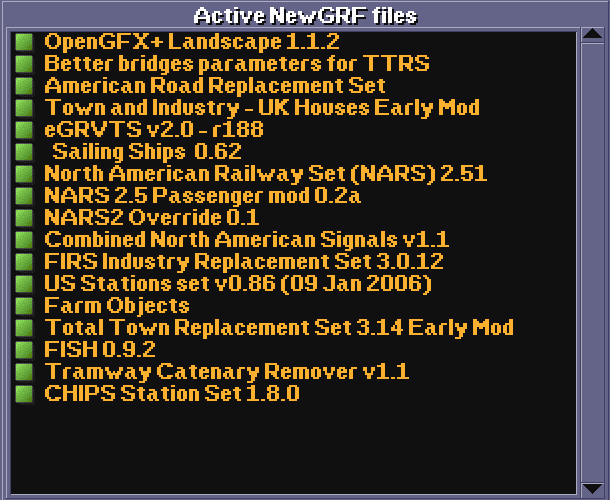 Active NewGRF files
OpenGFX+ Landscape 1.1.2
Better bridges parameters for TTRS
American Road Replacement Set
Town and Industry - UK Houses Early Mod
eGRVTS v2.0 - r188
Sailing Ships 0.62
North American Railway Set (NARS) 2.51
NARS 2.5 Passenger mod 0.2a
NARS2 Override 0.1
Combined North American Signals v1.1
FIRS Industry Replacement Set 3.0.12
US Stations set v0.86 (09 Jan 2006)
Farm Objects
Total Town Replacement Set 3.14 Early Mod
FISH 0.9.2
Tramway Catenary Remover v1.1
CHIPS Station Set 1.8.0